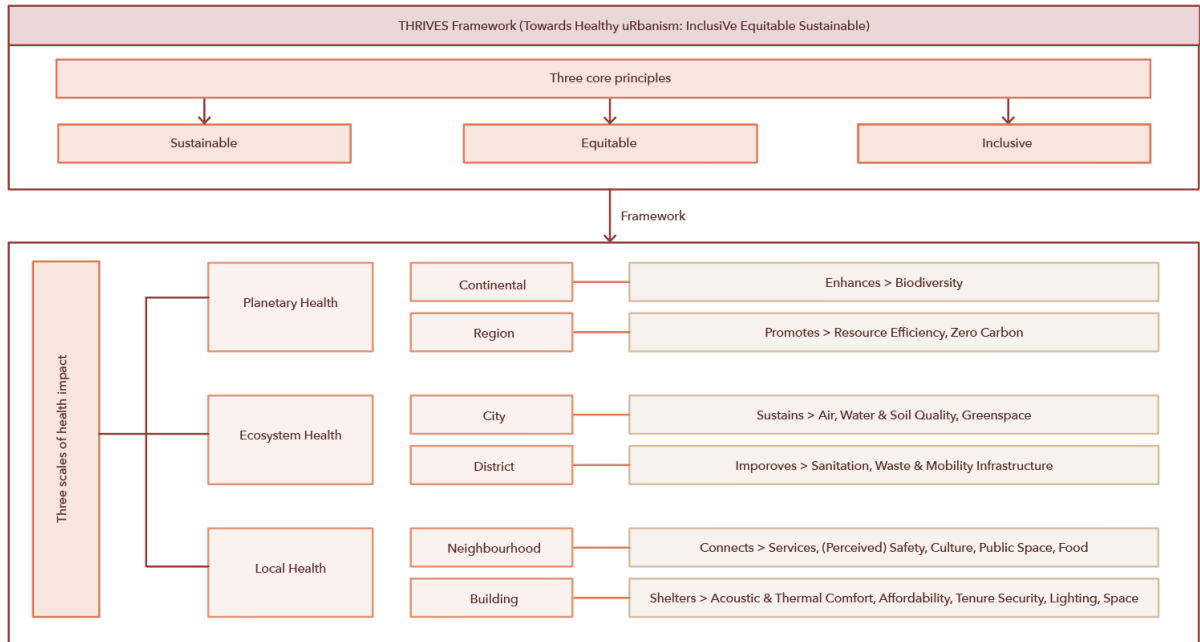 THRIVES Framework (Towards Healthy uRbanism: InclusiVe Equitable Sustainable)
Three core principles
Sustainable
Equitable
Inclusive
Framework
Three scales of health impact
Planetary Health
Continental
Enhances > Biodiversity
Region
Promotes > Resource Efficiency, Zero Carbon
Ecosystem Health
City
Sustains > Air, Water & Soil Quality, Greenspace
District
Imporoves > Sanitation, Waste & Mobility Infrastructure
Local Health
Neighbourhood
Connects > Services, (Perceived) Safety, Culture, Public Space, Food
Building
Shelters > Acoustic & Thermal Comfort, Affordability, Tenure Security, Lighting, Space